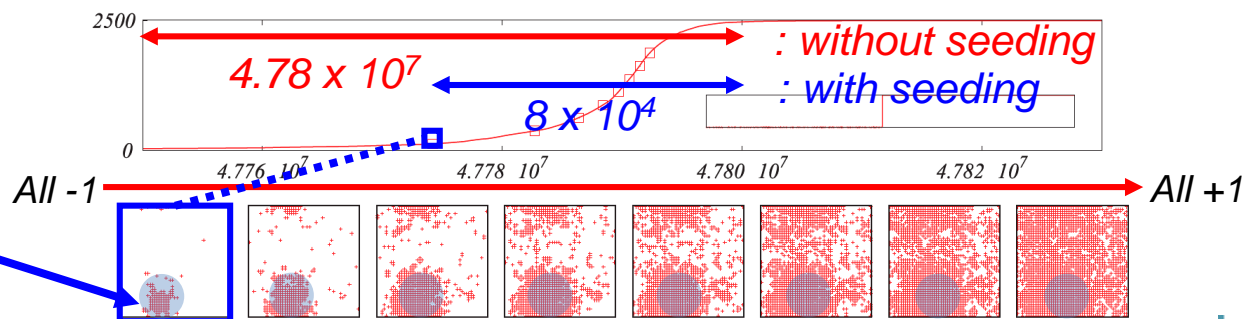 2500
: without seeding
4.78 x 10⁷
: with seeding
8 x 10⁴
0
4.776 10⁷ 4.778 10⁷ 4.780 10⁷ 4.782 10⁷
All -1 All +1